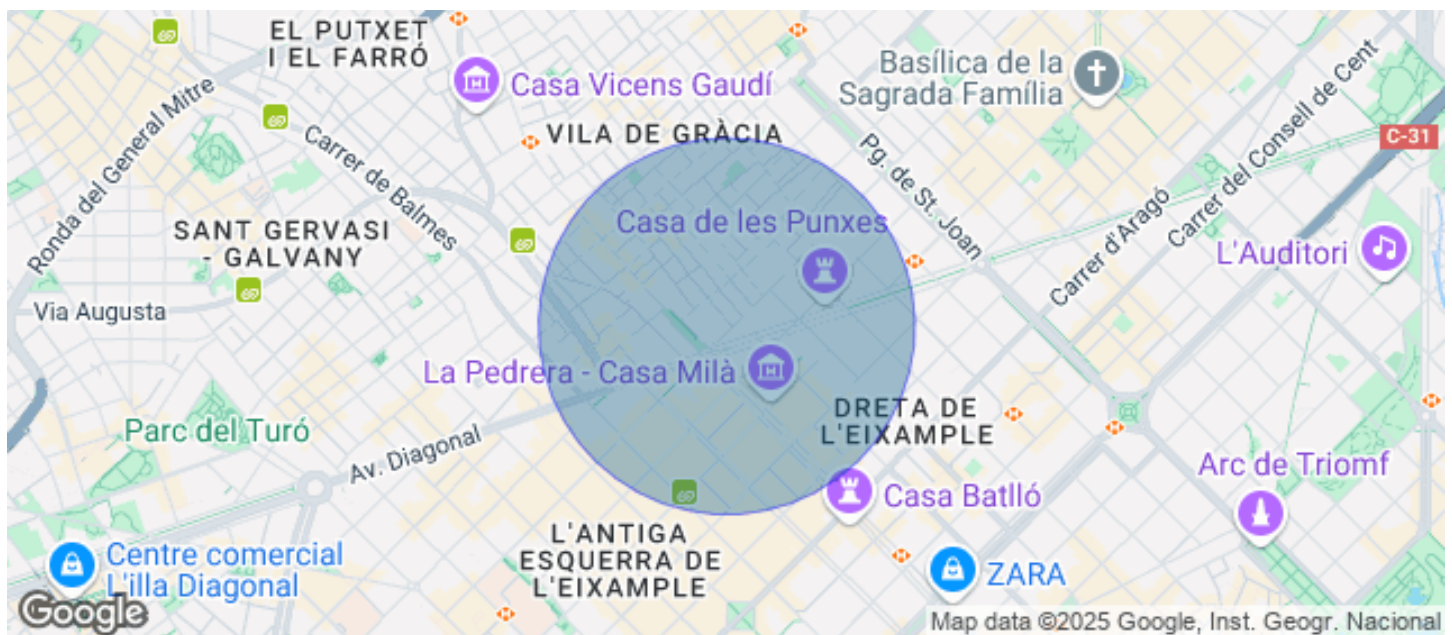 EL PUTXET
I EL FARRÓ
Casa Vicens Gaudí
Basílica de la
Sagrada Família
Ronda del General Mitre
Carrer de Balmes
VILA DE GRÀCIA
Pg. de St. Joan
Carrer del Consell de Cent
C-31
Carrer d'Aragó
SANT GERVASI
- GALVANY
Casa de les Punxes
L'Auditori
Via Augusta
La Pedrera - Casa Milà
Parc del Turó
Av. Diagonal
DRETA DE
L'EIXAMPLE
Arc de Triomf
Casa Batlló
L'ANTIGA
ESQUERRA DE
L'EIXAMPLE
Centre comercial
L'illa Diagonal
ZARA
Google
Map data ©2025 Google, Inst. Geogr. Nacional